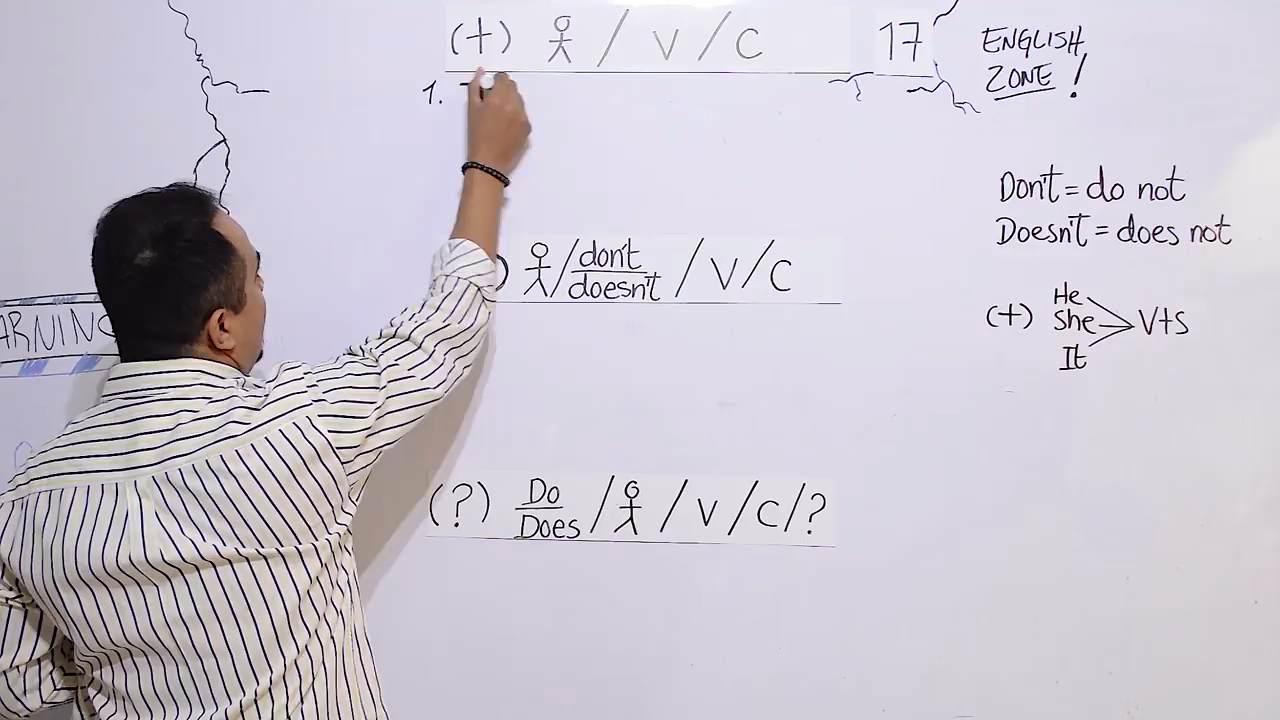 (+) / V / C 17
ENGLISH
ZONE!
1.
Don't = do not
Doesn't = does not
) / don't / V / C
doesn't
(+) He
She V+s
It
(?) Do / / V / C / ?
Does